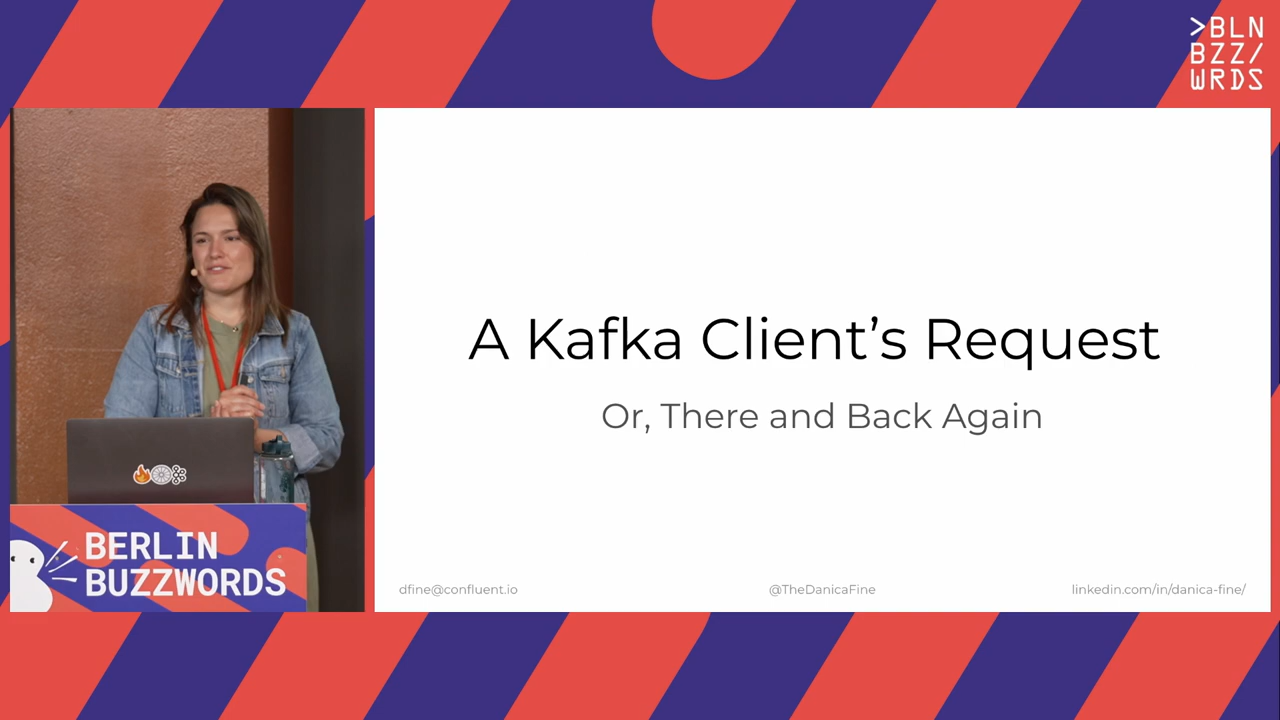 >BLN
BZZ/
WRDS
A Kafka Client’s Request
Or, There and Back Again
BERLIN
BUZZWORDS
dfine@confluent.io
@TheDanicaFine
linkedin.com/in/danica-fine/